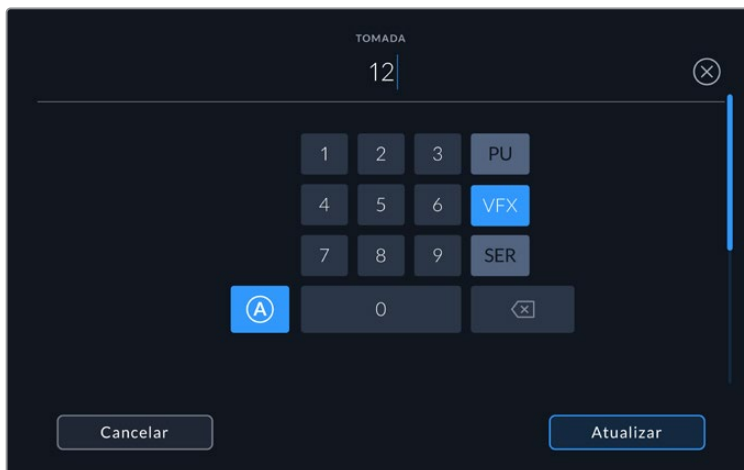 TOMADA
12
1 2 3 PU
4 5 6 VFX
7 8 9 SER
A 0
Cancelar Atualizar